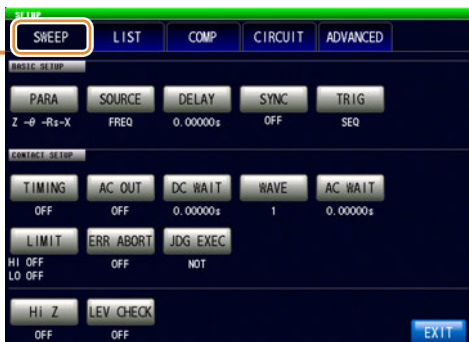 SETUP
SWEEP LIST COMP CIRCUIT ADVANCED
BASIC SETUP
PARA SOURCE DELAY SYNC TRIG
Z -θ -Rs-X FREQ 0.00000s OFF SEQ
CONTACT SETUP
TIMING AC OUT DC WAIT WAVE AC WAIT
OFF OFF 0.00000s 1 0.00000s
LIMIT ERR ABORT JDG EXEC
HI OFF OFF NOT
LO OFF
Hi Z LEV CHECK
OFF OFF EXIT